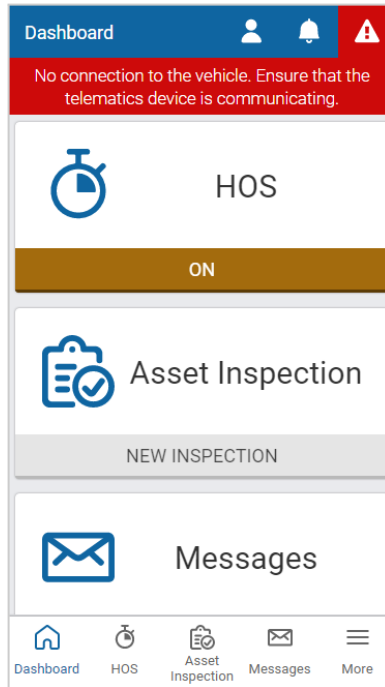 Dashboard
No connection to the vehicle. Ensure that the
telematics device is communicating.
HOS
ON
Asset Inspection
NEW INSPECTION
Messages
Dashboard
HOS
Asset
Inspection
Messages
More